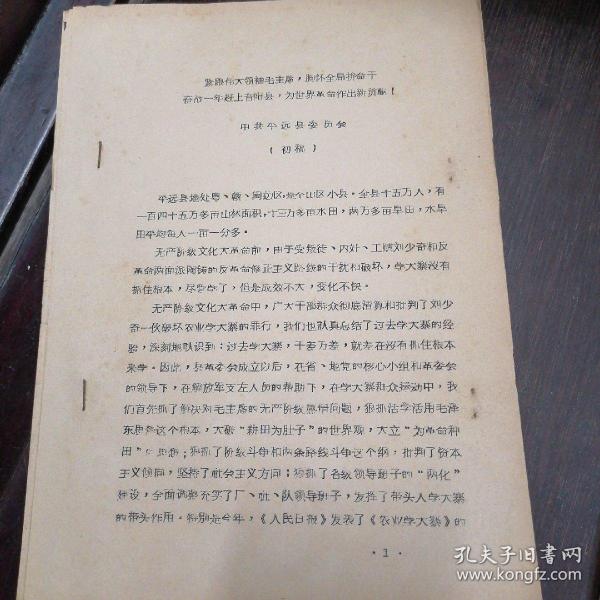 紧跟伟大领袖毛主席，胸怀全局拚命干
奋战一年赶上昔阳县，为世界革命作出新贡献！
中共平远县委员会
（初稿）
平远县地处粤、赣、闽边区，是个山区小县。全县十五万人，有
一百四十五万多亩山林面积，十三万多亩水田，两万多亩旱田，水旱
田平均每人一亩一分多。
无产阶级文化大革命前，由于受叛徒、内奸、工贼刘少奇和反
革命两面派陶铸的反革命修正主义路线的干扰和破坏，学大寨没有
抓住根本，尽管学了，但是成效不大，变化不快。
无产阶级文化大革命中，广大干部群众彻底清算和批判了刘少
奇一伙破坏农业学大寨的罪行，我们也认真总结了过去学大寨的经
验，深刻地认识到：过去学大寨，千差万差，就差在没有抓住根本
来学。因此，县革委会成立以后，在省、地党的核心小组和革委会
的领导下，在解放军支左人员的帮助下，在学大寨群众运动中，我
们首先抓了解决对毛主席的无产阶级感情问题，狠抓活学活用毛泽
东思想这个根本，大破“耕田为肚子”的世界观，大立“为革命种
田”的思想；狠抓了阶级斗争和两条路线斗争这个纲，批判了资本
主义倾向，坚持了社会主义方向；狠抓了各级领导班子的“两化”
建设，全面调整充实了厂、社、队领导班子，发挥了带头人学大寨
的带头作用。特别是今年，《人民日报》发表了《农业学大寨》的
·1·
孔夫子旧书网
www.kongfz.com